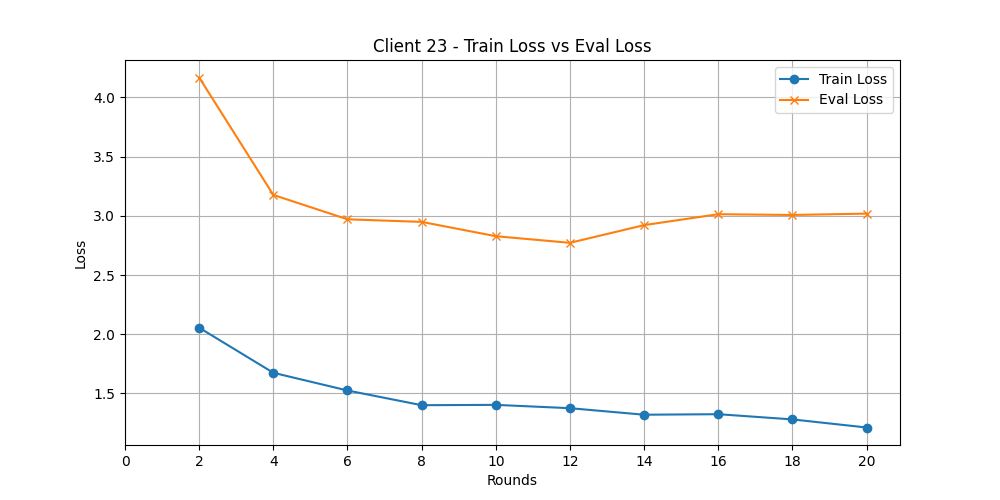 Client 23 - Train Loss vs Eval Loss
Train Loss
Eval Loss
4.0
3.5
3.0
2.5
2.0
1.5
Loss
0 2 4 6 8 10 12 14 16 18 20
Rounds